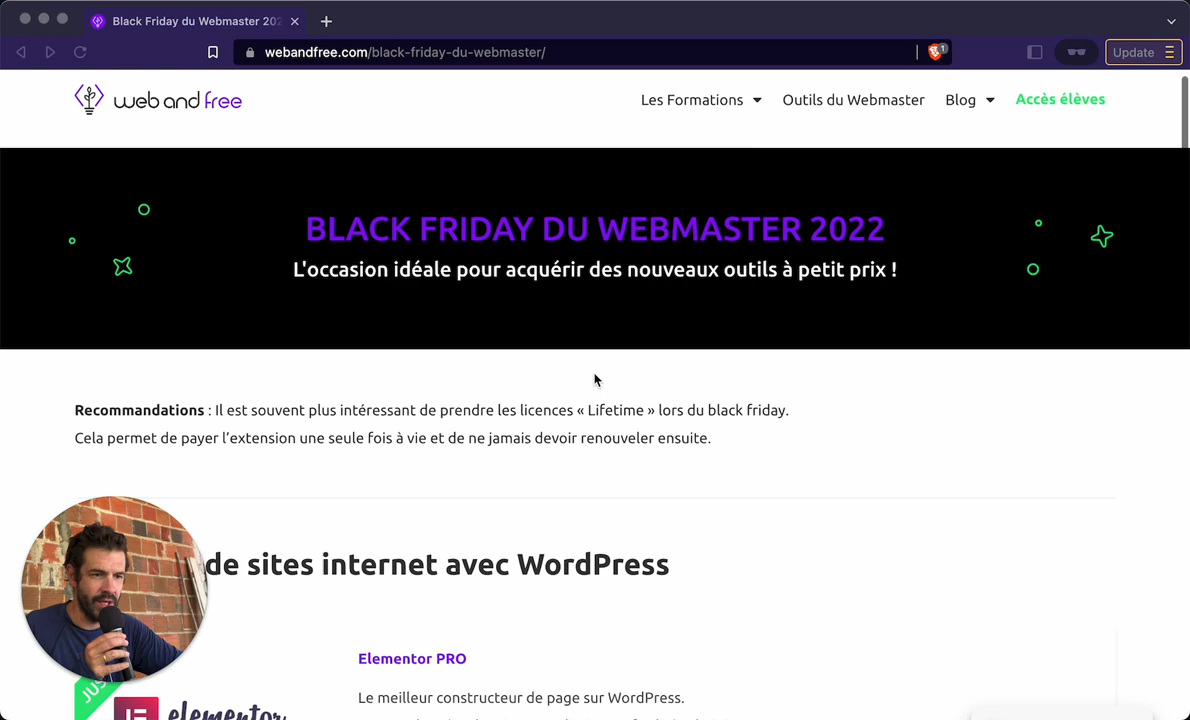 Black Friday du Webmaster 202
webandfree.com/black-friday-du-webmaster/
1
Update
web and free
Les Formations
Outils du Webmaster
Blog
Accès élèves
BLACK FRIDAY DU WEBMASTER 2022
L'occasion idéale pour acquérir des nouveaux outils à petit prix !
Recommandations : Il est souvent plus intéressant de prendre les licences « Lifetime » lors du black friday.
Cela permet de payer l'extension une seule fois à vie et de ne jamais devoir renouveler ensuite.
de sites internet avec WordPress
Elementor PRO
Le meilleur constructeur de page sur WordPress.
JUS
elementor